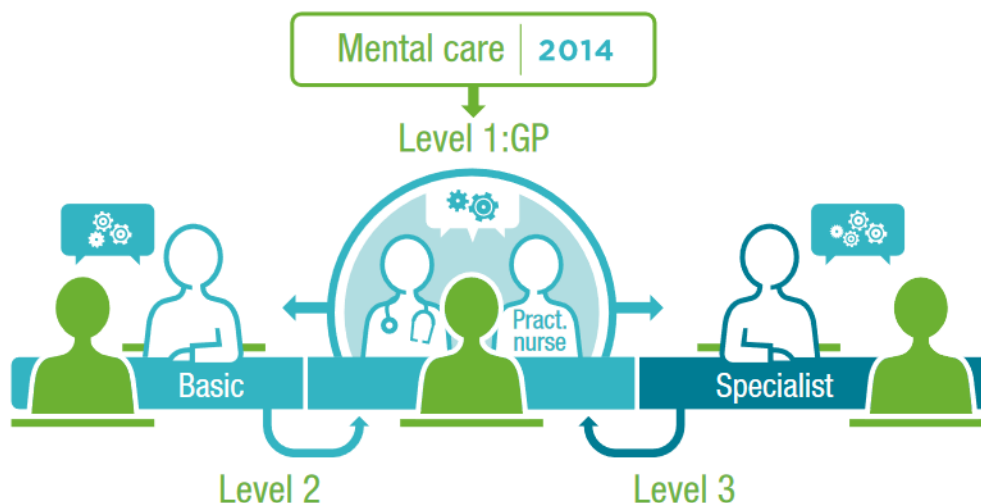 Mental care | 2014
Level 1:GP
Pract.
nurse
Basic
Specialist
Level 2
Level 3